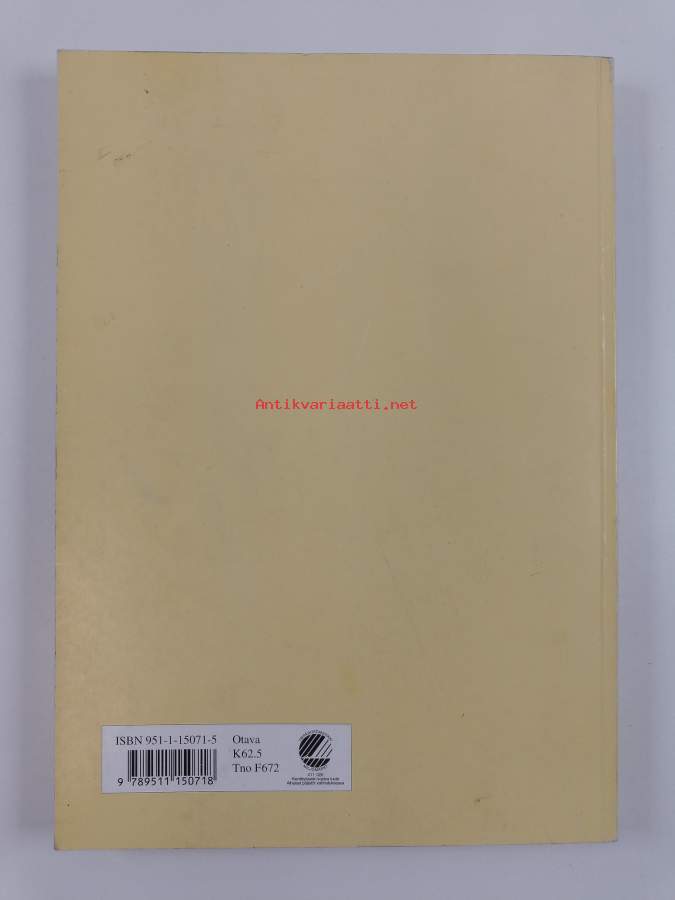 Antikvariaatti.net
ISBN 951-1-15071-5
Otava
K62.5
Tno F672
9 789511 150718